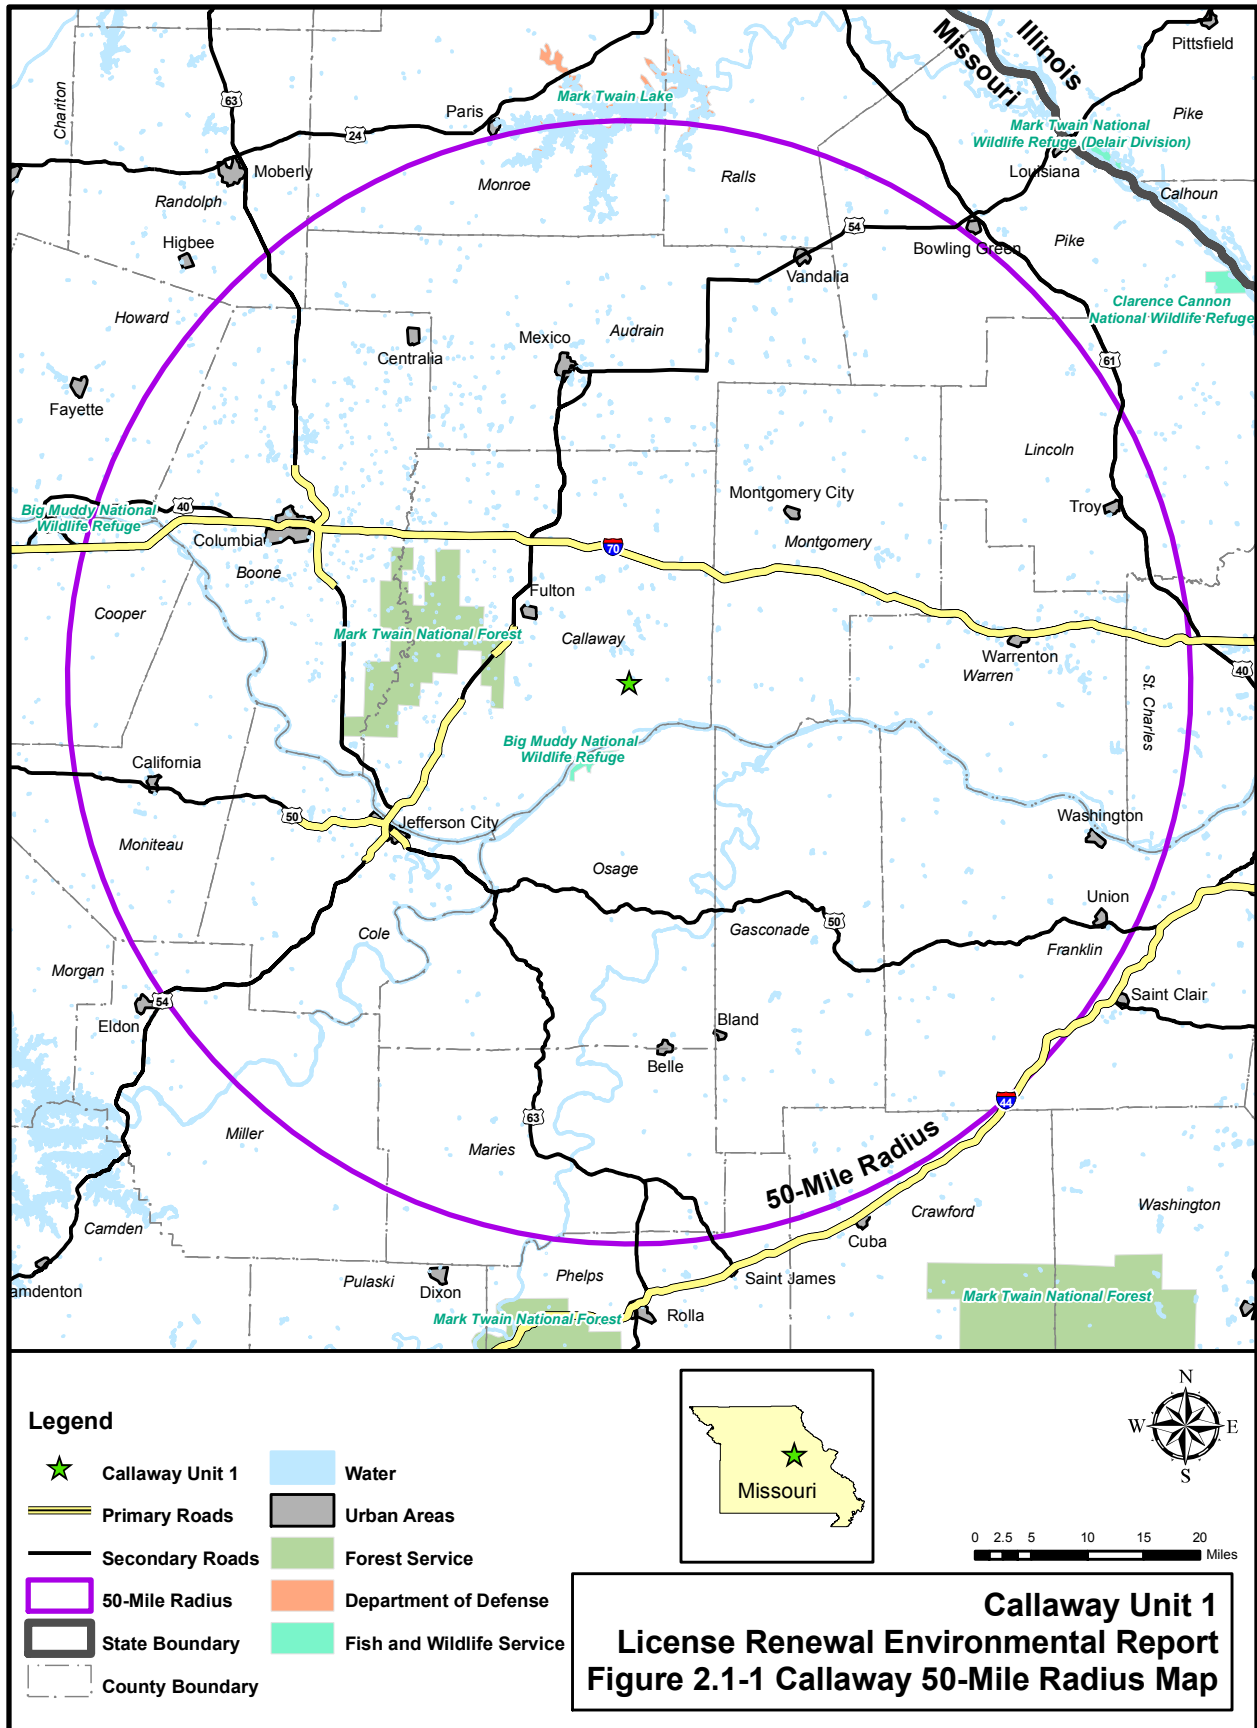 Illinois
Missouri
Pittsfield
Chariton
63
Paris
Mark Twain Lake
24
Pike
Mark Twain National
Wildlife Refuge (Delair Division)
Moberly
Monroe
Ralls
Louisiana
Calhoun
Randolph
54
Higbee
Bowling Green
Pike
Vandalia
Howard
Clarence Cannon
National Wildlife Refuge
Audrain
Mexico
Centralia
61
Fayette
Lincoln
Montgomery City
Troy
40
Big Muddy National
Wildlife Refuge
Columbia
70
Montgomery
Boone
Fulton
Cooper
Mark Twain National Forest
Callaway
Warrenton
Warren
40
St. Charles
Big Muddy National
Wildlife Refuge
California
50
Jefferson City
Washington
Moniteau
Osage
Union
50
Gasconade
Cole
Franklin
Morgan
54
Saint Clair
Eldon
Bland
Belle
44
63
Miller
Maries
50-Mile Radius
Washington
Crawford
Camden
Cuba
Phelps
Saint James
Pulaski
Dixon
amdenton
Mark Twain National Forest
Mark Twain National Forest
Rolla
Legend
Callaway Unit 1
Primary Roads
Secondary Roads
50-Mile Radius
State Boundary
County Boundary
Water
Urban Areas
Forest Service
Department of Defense
Fish and Wildlife Service
Missouri
N
W E
S
0 2.5 5 10 15 20
Miles
Callaway Unit 1
License Renewal Environmental Report
Figure 2.1-1 Callaway 50-Mile Radius Map